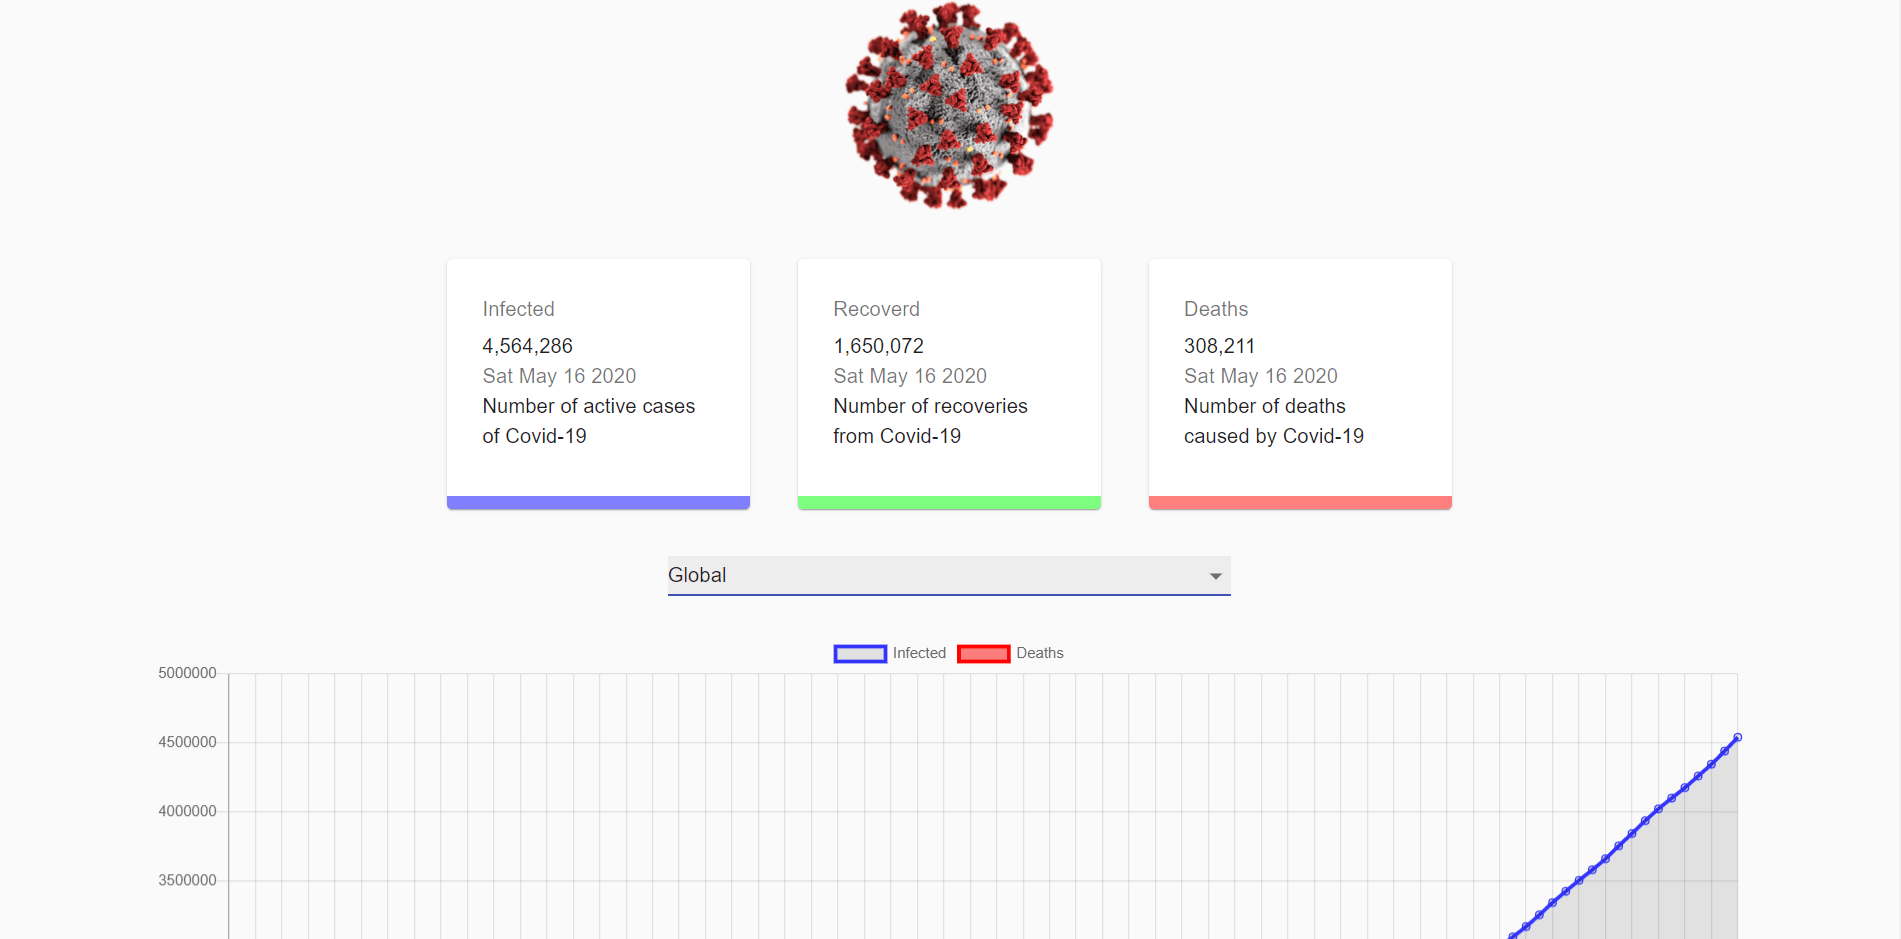 Infected
4,564,286
Sat May 16 2020
Number of active cases
of Covid-19
Recoverd
1,650,072
Sat May 16 2020
Number of recoveries
from Covid-19
Deaths
308,211
Sat May 16 2020
Number of deaths
caused by Covid-19
Global
Infected Deaths
5000000
4500000
4000000
3500000